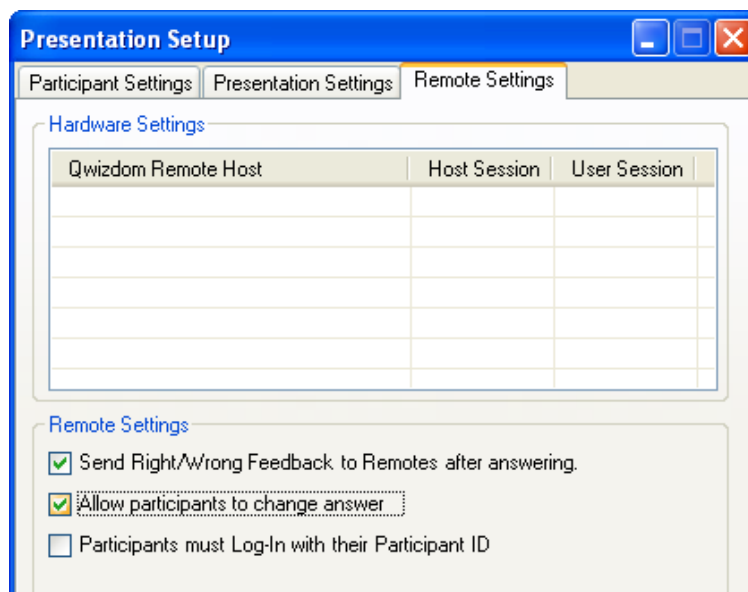 Presentation Setup
Participant Settings Presentation Settings Remote Settings
Hardware Settings
Qwizdom Remote Host Host Session User Session
Remote Settings
Send Right/Wrong Feedback to Remotes after answering.
Allow participants to change answer
Participants must Log-In with their Participant ID